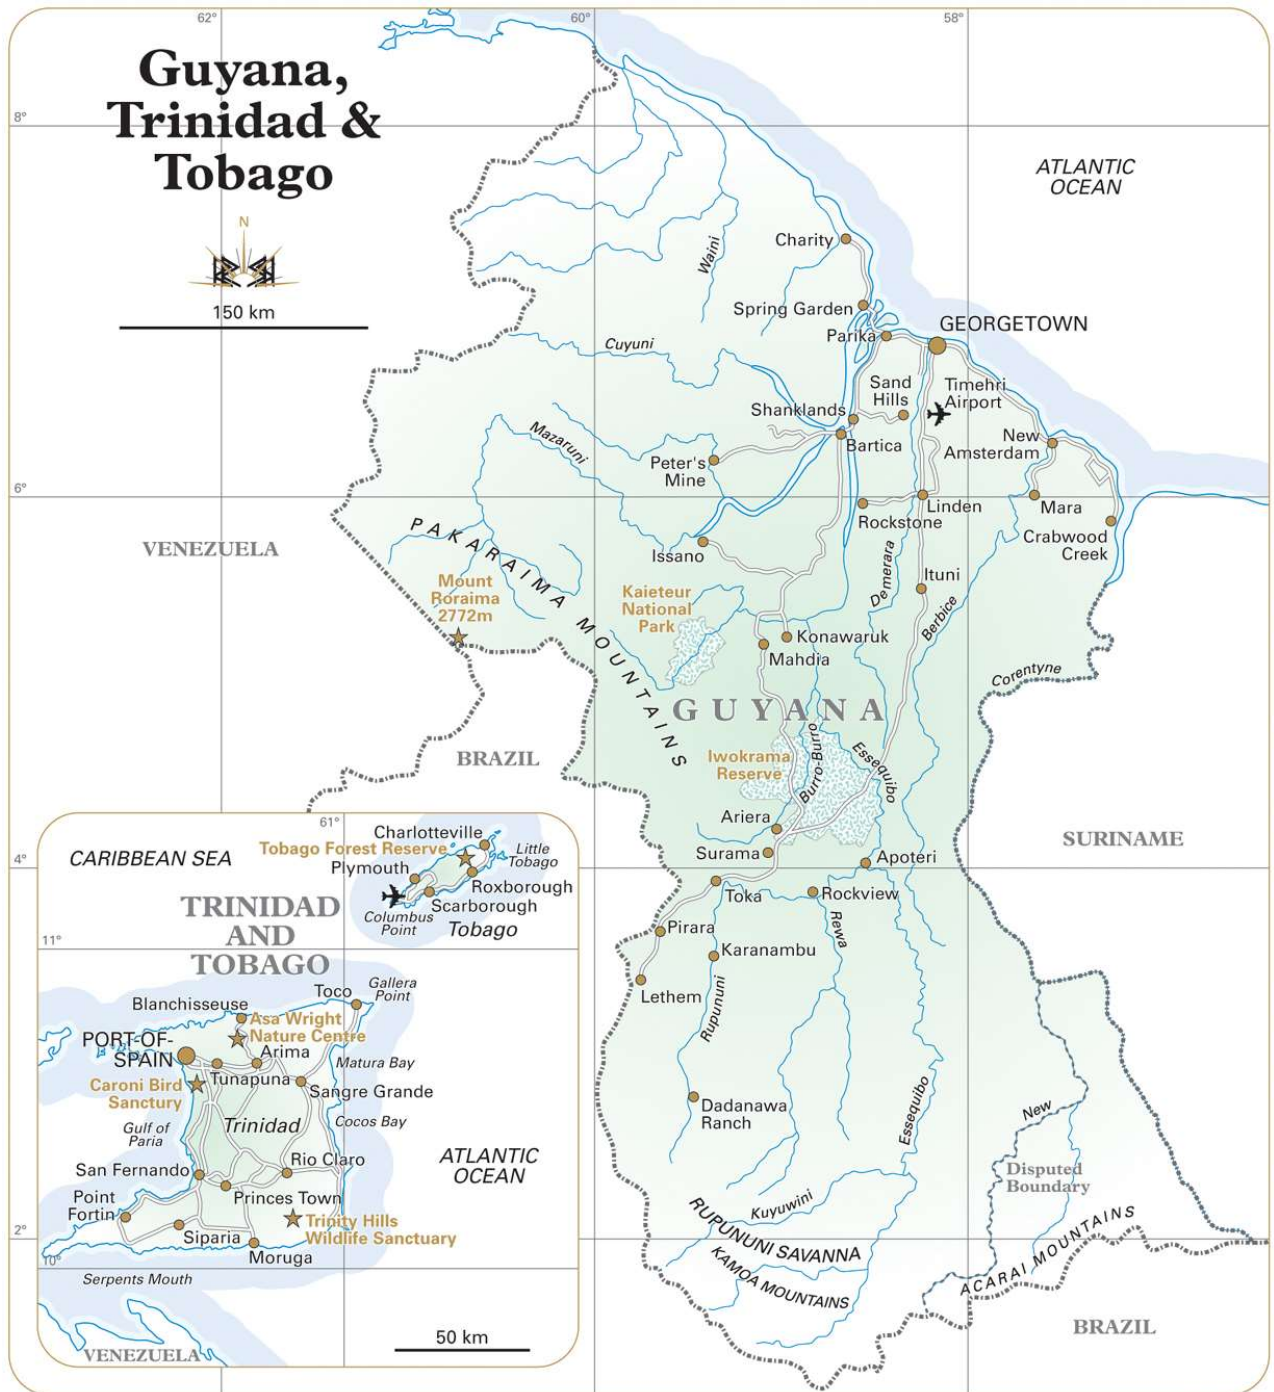 62°
60°
58°
Guyana,
Trinidad &
Tobago
8°
ATLANTIC
OCEAN
N
150 km
Charity
Waini
Spring Garden
GEORGETOWN
Parika
Cuyuni
Sand
Hills
Timehri
Airport
Shanklands
Mazaruni
Bartica
New
Amsterdam
Peter's
Mine
6°
Linden
Mara
Rockstone
PAKARAIMA MOUNTAINS
Crabwood
Creek
VENEZUELA
Issano
Demerara
Ituni
Mount
Roraima
2772m
Kaieteur
National
Park
Berbice
Konawaruk
Mahdia
Corentyne
GUYANA
BRAZIL
Iwokrama
Reserve
Burro-Burro
Essequibo
Ariera
SURINAME
Surama
Apoteri
4°
Toka
Rockview
Rewa
Pirara
Karanambu
Lethem
Rupununi
Dadanawa
Ranch
Essequibo
New
Disputed
Boundary
Kuyuwini
RUPUNUNI SAVANNA
KAMOA MOUNTAINS
ACARAI MOUNTAINS
2°
BRAZIL
61°
CARIBBEAN SEA
Charlotteville
Tobago Forest Reserve
Little
Tobago
Plymouth
Roxborough
Scarborough
Columbus
Point
Tobago
TRINIDAD
AND
TOBAGO
11°
Gallera
Point
Toco
Blanchisseuse
Asa Wright
Nature Centre
PORT-OF-
SPAIN
Arima
Matura Bay
Caroni Bird
Sanctury
Tunapuna
Sangre Grande
Trinidad
Cocos Bay
Gulf of
Paria
ATLANTIC
OCEAN
San Fernando
Rio Claro
Point
Fortin
Princes Town
Siparia
Trinity Hills
Wildlife Sanctuary
Moruga
10°
Serpents Mouth
50 km
VENEZUELA